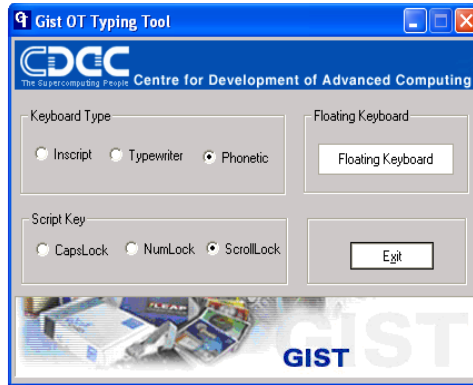 Gist OT Typing Tool
CDAC
The Supercomputing People
Centre for Development of Advanced Computing
Keyboard Type
Inscript Typewriter Phonetic
Floating Keyboard
Floating Keyboard
Script Key
CapsLock NumLock ScrollLock
Exit
GIST
GIST